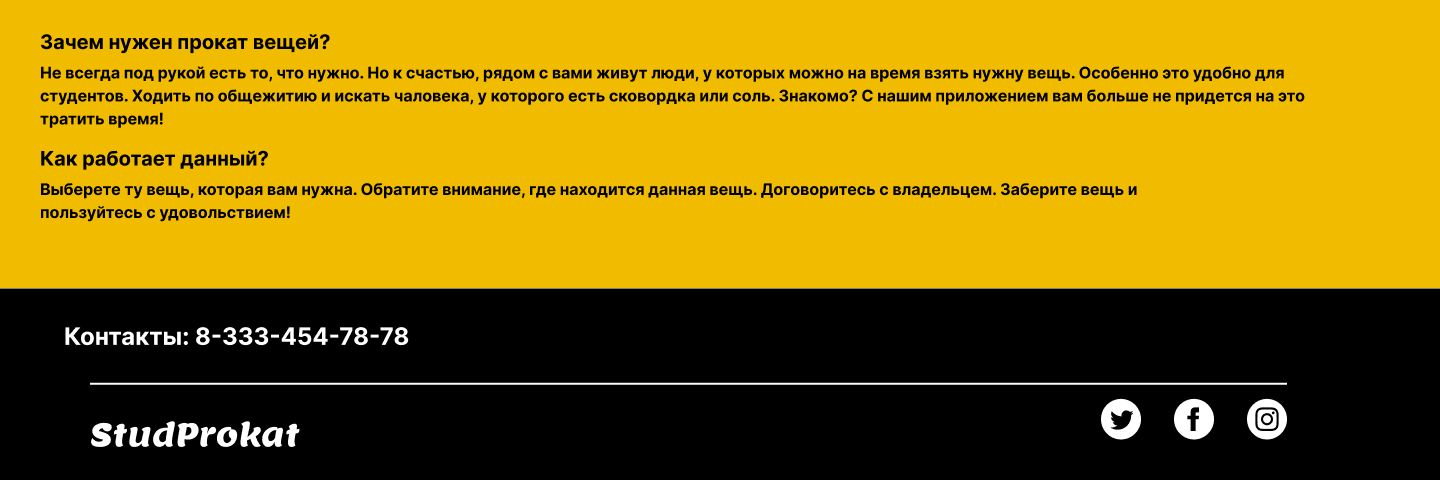 Зачем нужен прокат вещей?
Не всегда под рукой есть то, что нужно. Но к счастью, рядом с вами живут люди, у которых можно на время взять нужну вещь. Особенно это удобно для
студентов. Ходить по общежитию и искать чаловека, у которого есть сковордка или соль. Знакомо? С нашим приложением вам больше не придется на это
тратить время!
Как работает данный?
Выберете ту вещь, которая вам нужна. Обратите внимание, где находится данная вещь. Договоритесь с владельцем. Заберите вещь и
пользуйтесь с удовольствием!
Контакты: 8-333-454-78-78
StudProkat